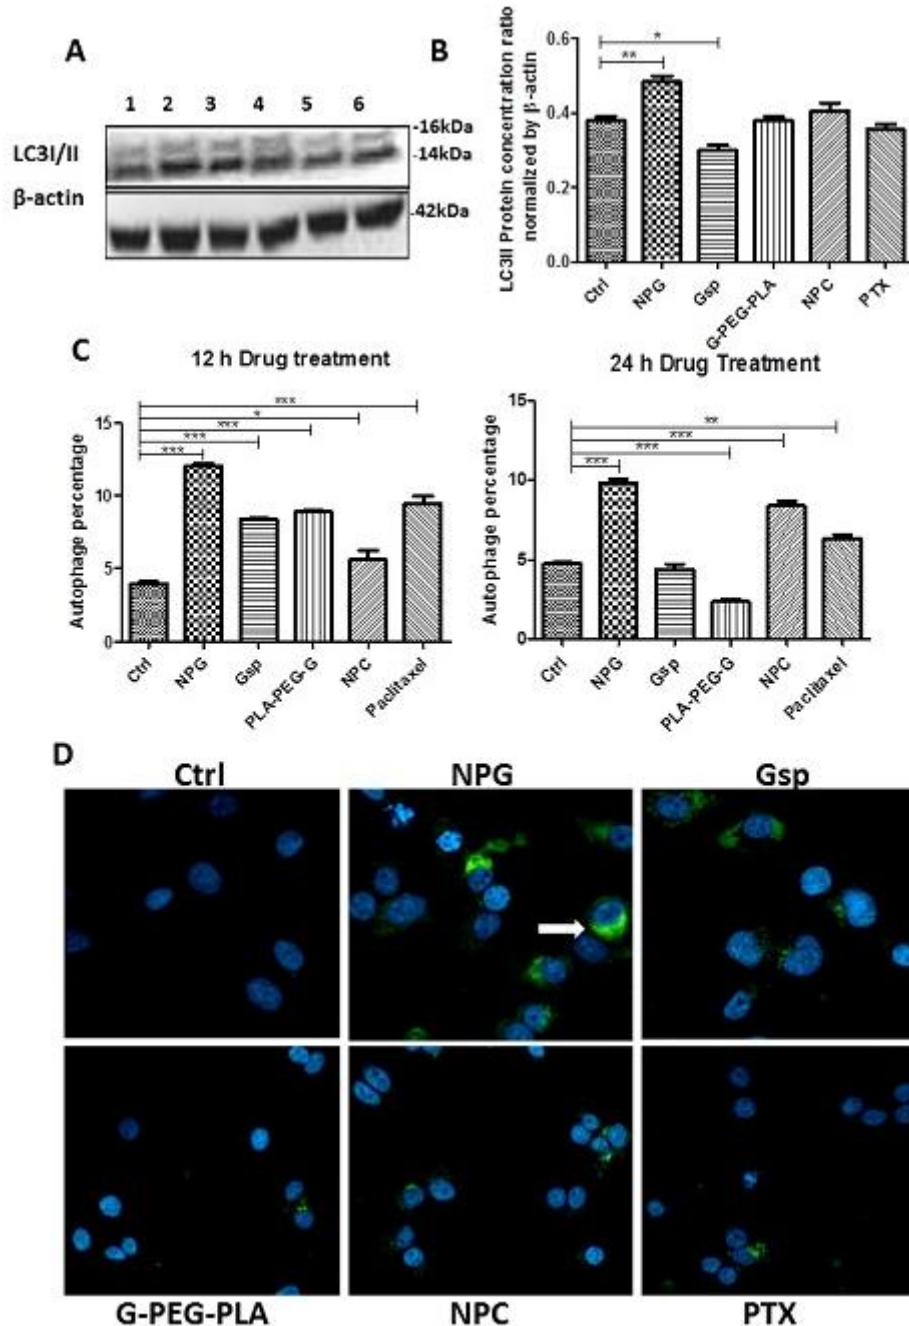 A
1 2 3 4 5 6
-16kDa
LC3I/II
-14kDa
β-actin
-42kDa
B
LC3II Protein concentration ratio
normalized by β-actin
0.6
0.4
0.2
0.0
*
**
Ctrl
NPG
Gsp
G-PEG-PLA
NPC
PTX
C
12 h Drug treatment
Autophage percentage
15
10
5
0
***
*
***
***
***
Ctrl
NPG
Gsp
PLA-PEG-G
NPC
Paclitaxel
24 h Drug Treatment
Autophage percentage
15
10
5
0
**
***
***
***
Ctrl
NPG
Gsp
PLA-PEG-G
NPC
Paclitaxel
D
Ctrl NPG Gsp
G-PEG-PLA NPC PTX